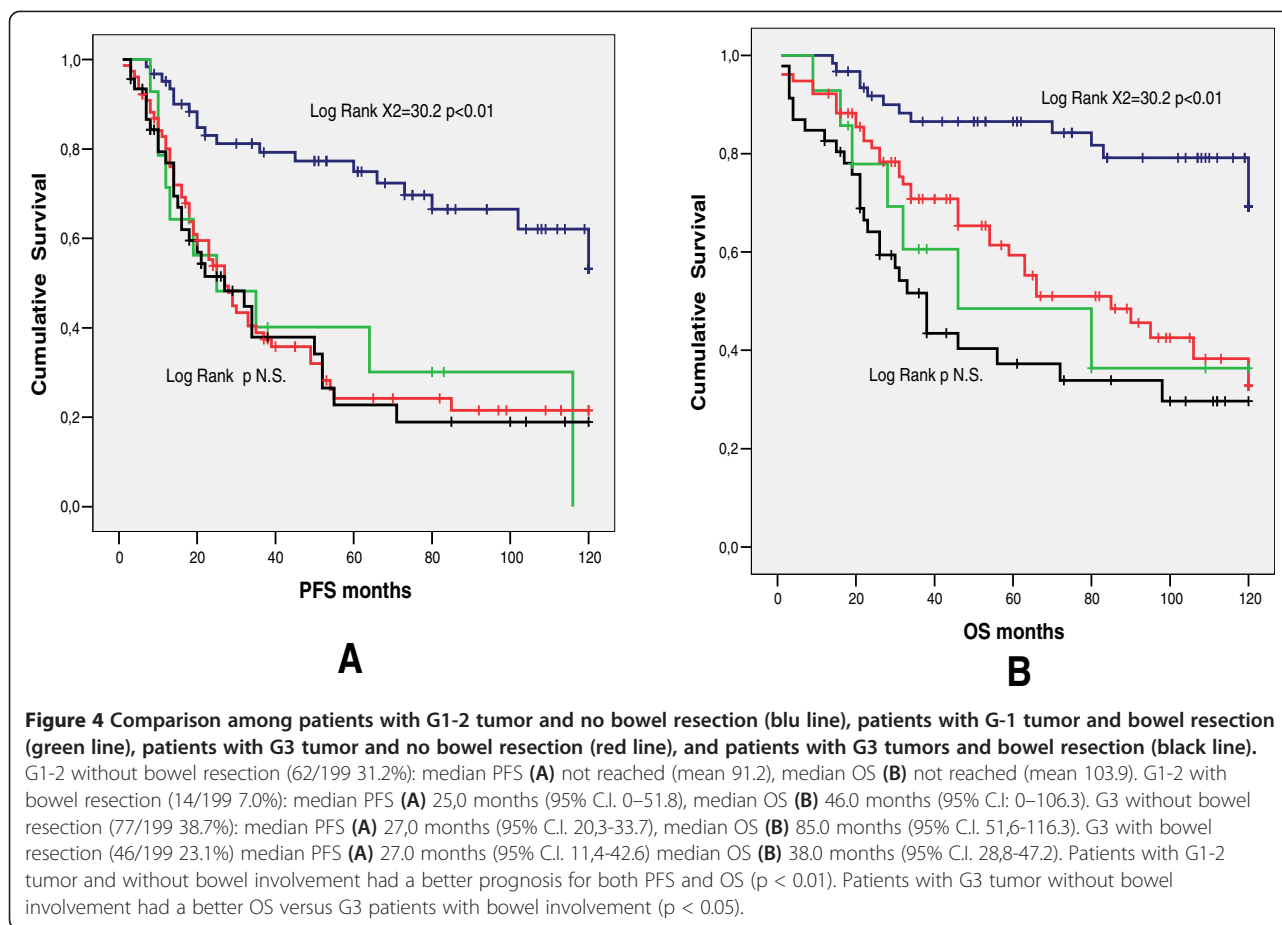 1,0
0,8
0,6
0,4
0,2
0,0
Cumulative Survival
Log Rank X2=30.2 p<0.01
Log Rank p N.S.
0 20 40 60 80 100 120
PFS months
A
1,0
0,8
0,6
0,4
0,2
0,0
Cumulative Survival
Log Rank X2=30.2 p<0.01
Log Rank p N.S.
0 20 40 60 80 100 120
OS months
B
Figure 4 Comparison among patients with G1-2 tumor and no bowel resection (blu line), patients with G-1 tumor and bowel resection
(green line), patients with G3 tumor and no bowel resection (red line), and patients with G3 tumors and bowel resection (black line).
G1-2 without bowel resection (62/199 31.2%): median PFS (A) not reached (mean 91.2), median OS (B) not reached (mean 103.9). G1-2 with
bowel resection (14/199 7.0%): median PFS (A) 25,0 months (95% C.I. 0–51.8), median OS (B) 46.0 months (95% C.I: 0–106.3). G3 without bowel
resection (77/199 38.7%): median PFS (A) 27,0 months (95% C.I. 20,3-33.7), median OS (B) 85.0 months (95% C.I. 51,6-116.3). G3 with bowel
resection (46/199 23.1%) median PFS (A) 27.0 months (95% C.I. 11,4-42.6) median OS (B) 38.0 months (95% C.I. 28,8-47.2). Patients with G1-2
tumor and without bowel involvement had a better prognosis for both PFS and OS (p < 0.01). Patients with G3 tumor without bowel
involvement had a better OS versus G3 patients with bowel involvement (p < 0.05).